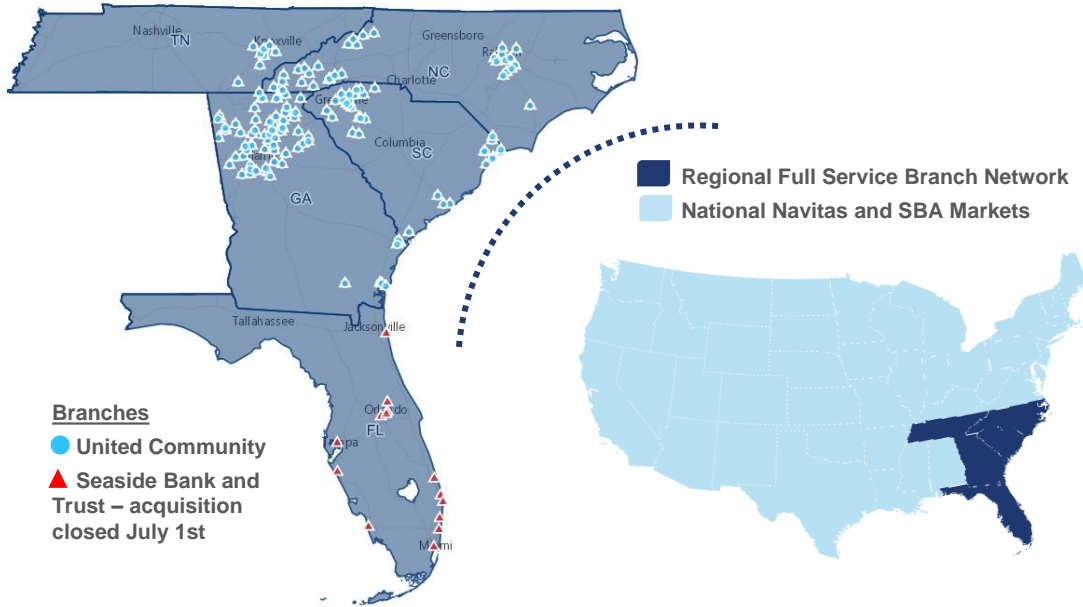 Nashville
TN
Knoxville
Greensboro
NC
Charlotte
Columbia
SC
GA
Regional Full Service Branch Network
National Navitas and SBA Markets
Tallahassee
Jacksonville
Orlando
FL
Tampa
Miami
Branches
United Community
Seaside Bank and
Trust – acquisition
closed July 1st